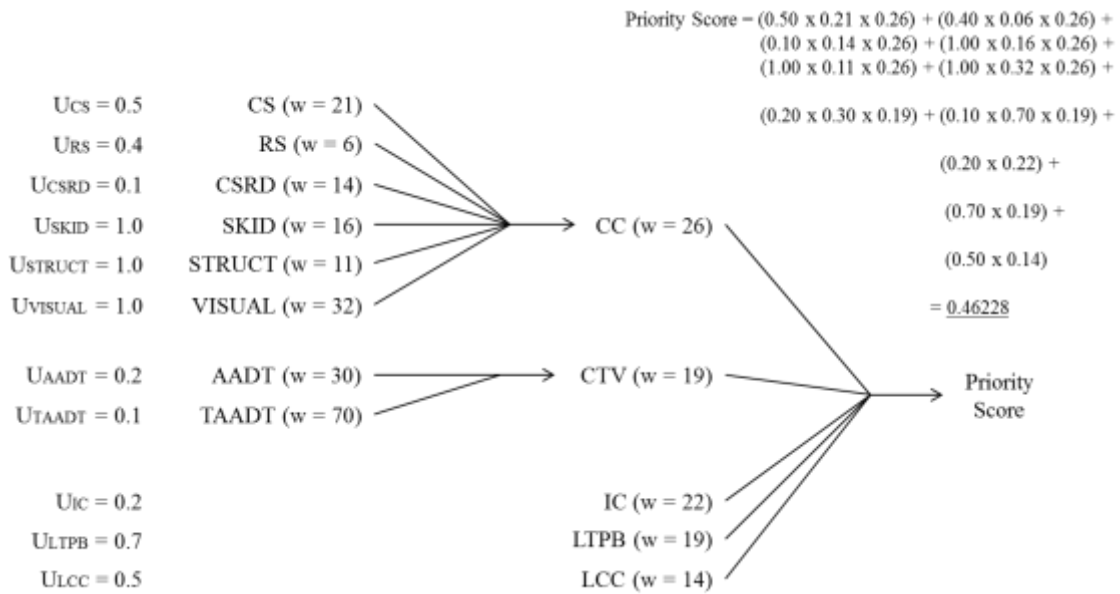 Priority Score = (0.50 x 0.21 x 0.26) + (0.40 x 0.06 x 0.26) +
(0.10 x 0.14 x 0.26) + (1.00 x 0.16 x 0.26) +
(1.00 x 0.11 x 0.26) + (1.00 x 0.32 x 0.26) +
(0.20 x 0.30 x 0.19) + (0.10 x 0.70 x 0.19) +
(0.20 x 0.22) +
(0.70 x 0.19) +
(0.50 x 0.14)
= 0.46228
UCS = 0.5 CS (w = 21)
URS = 0.4 RS (w = 6)
UCSRD = 0.1 CSRD (w = 14)
USKID = 1.0 SKID (w = 16) CC (w = 26)
USTRUCT = 1.0 STRUCT (w = 11)
UVISUAL = 1.0 VISUAL (w = 32)
UAADT = 0.2 AADT (w = 30) CTV (w = 19)
UTAADT = 0.1 TAADT (w = 70)
Priority
Score
UIC = 0.2 IC (w = 22)
ULTPB = 0.7 LTPB (w = 19)
ULCC = 0.5 LCC (w = 14)